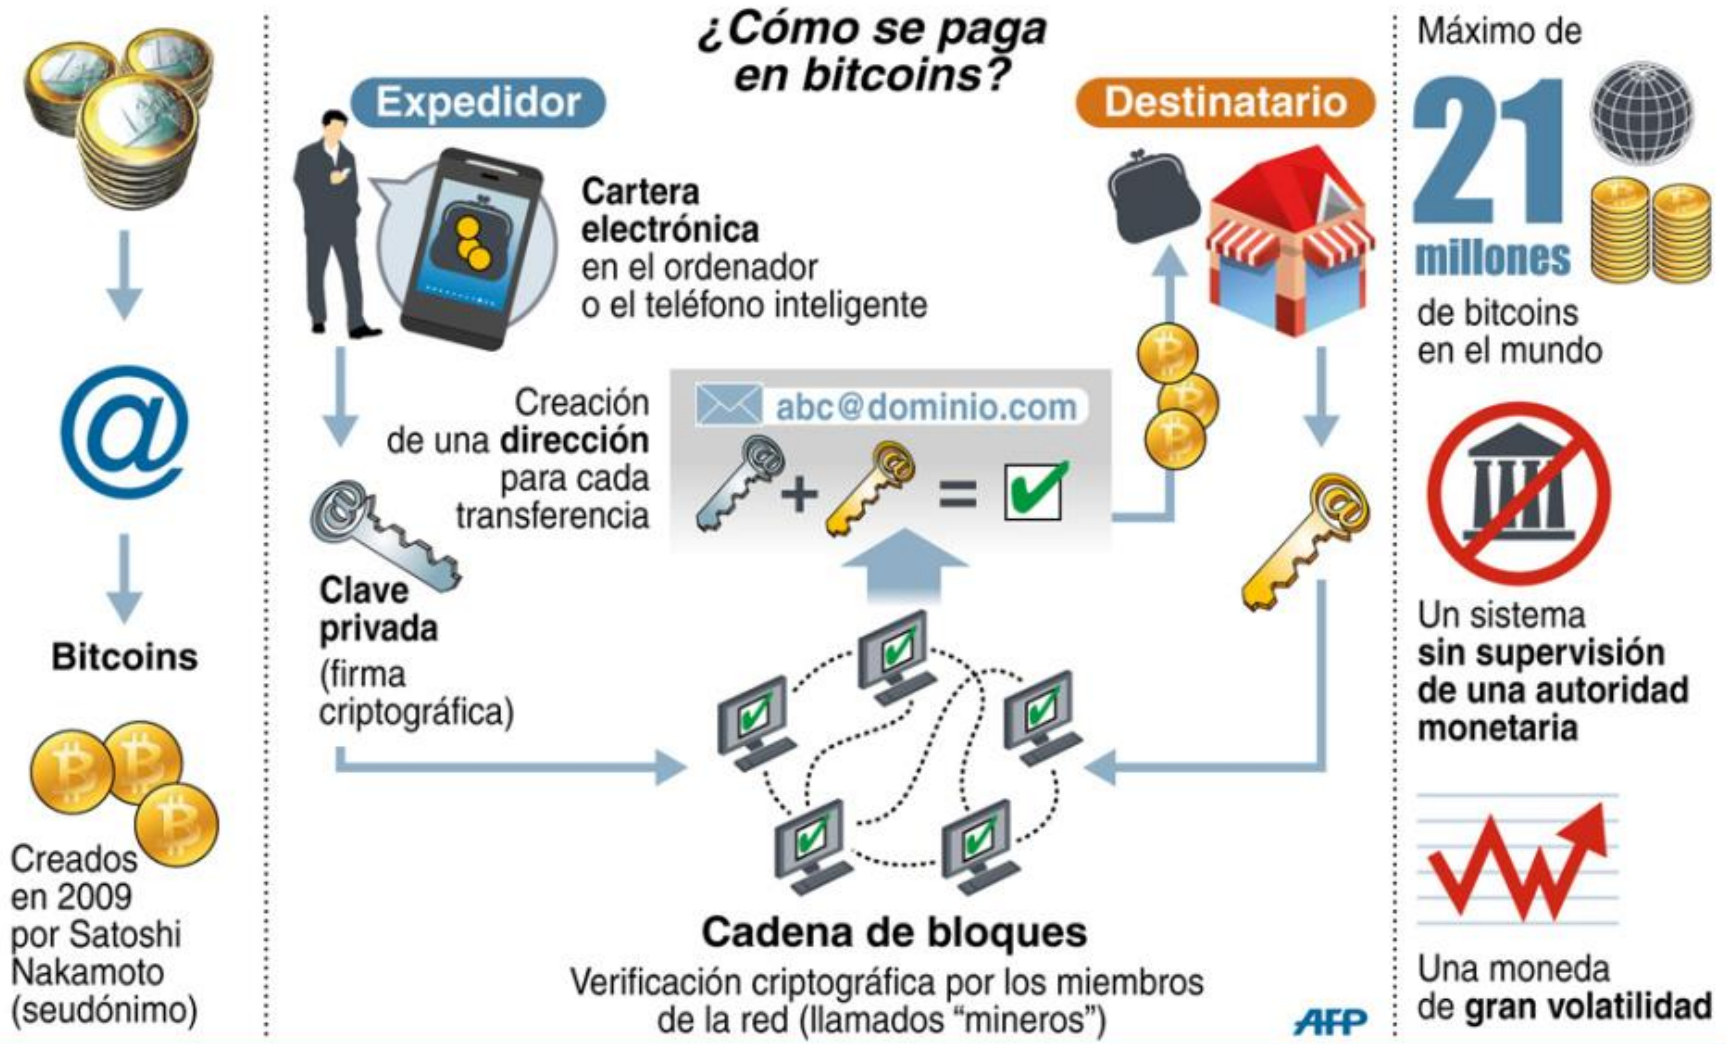 ¿Cómo se paga
en bitcoins?
@
Bitcoins
Creados
en 2009
por Satoshi
Nakamoto
(seudónimo)
Expedidor
Cartera
electrónica
en el ordenador
o el teléfono inteligente
Creación
de una dirección
para cada
transferencia
Clave
privada
(firma
criptográfica)
abc@dominio.com
+ =
Destinatario
Cadena de bloques
Verificación criptográfica por los miembros
de la red (llamados “mineros”)
AFP
Máximo de
21
millones
de bitcoins
en el mundo
Un sistema
sin supervisión
de una autoridad
monetaria
Una moneda
de gran volatilidad